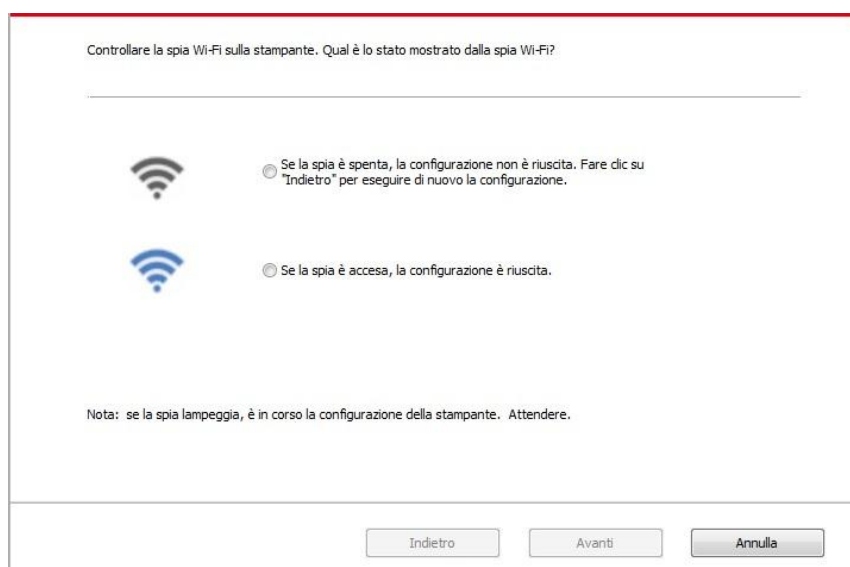 Controllare la spia Wi-Fi sulla stampante. Qual è lo stato mostrato dalla spia Wi-Fi?
Se la spia è spenta, la configurazione non è riuscita. Fare clic su
"Indietro" per eseguire di nuovo la configurazione.
Se la spia è accesa, la configurazione è riuscita.
Nota: se la spia lampeggia, è in corso la configurazione della stampante. Attendere.
Indietro
Avanti
Annulla